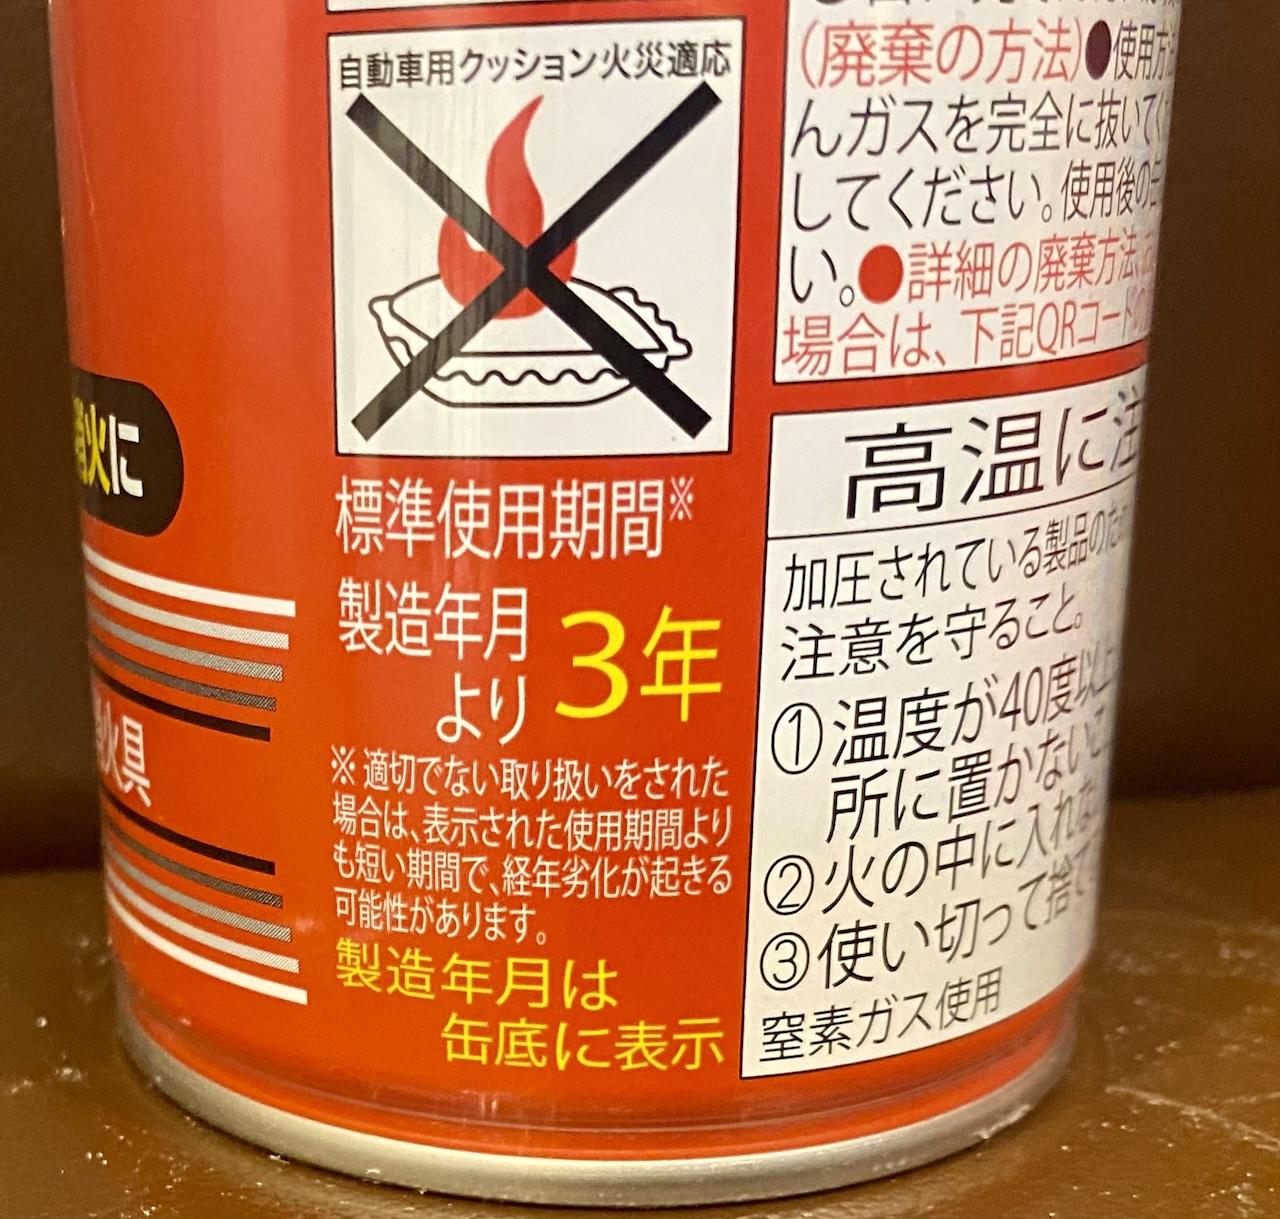 火に
火具
自動車用クッション火災適応
標準使用期間※
製造年月
より
3年
※適切でない取り扱いをされた
場合は、表示された使用期間より
も短い期間で、経年劣化が起きる
可能性があります。
製造年月は
缶底に表示
(廃棄の方法)●使用方
んガスを完全に抜いて
してください。使用後の
い。●詳細の廃棄方法
場合は、下記QRコード
高温に注
加圧されている製品の
注意を守ること。
①温度が40度以上
所に置かない
②火の中に入れな
③使い切って捨て
窒素ガス使用